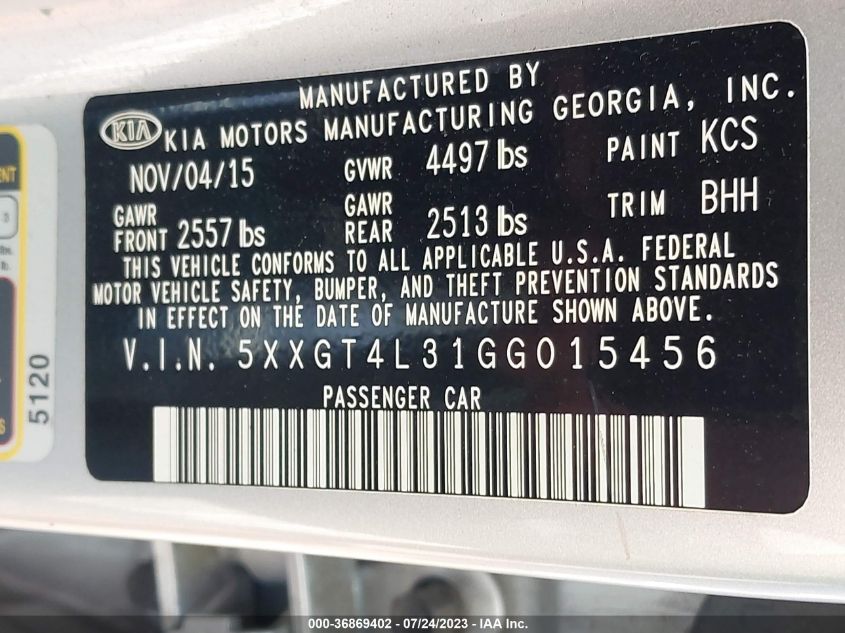 MANUFACTURED BY
KIA KIA MOTORS MANUFACTURING GEORGIA, INC.
NOV/04/15 GVWR 4497 lbs PAINT KCS
GAWR FRONT 2557 lbs GAWR REAR 2513 lbs TRIM BHH
THIS VEHICLE CONFORMS TO ALL APPLICABLE U.S.A. FEDERAL
MOTOR VEHICLE SAFETY, BUMPER, AND THEFT PREVENTION STANDARDS
IN EFFECT ON THE DATE OF MANUFACTURE SHOWN ABOVE.
V.I.N. 5XXGT4L31GG015456
PASSENGER CAR
5120
000-36869402 - 07/24/2023 - IAA Inc.